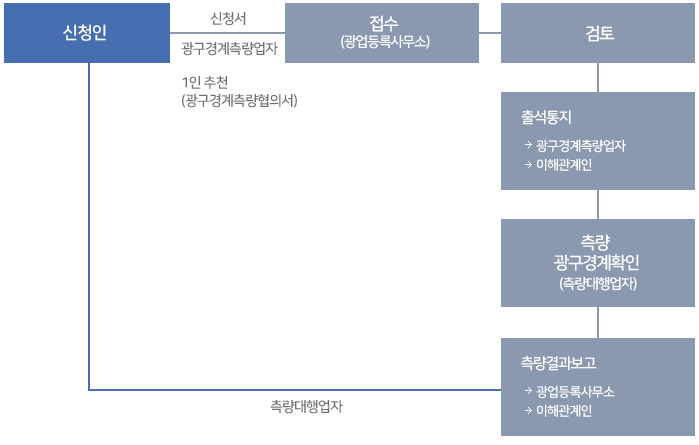 신청인
신청서
광구경계측량업자
1인 추천
(광구경계측량협의서)
접수
(광업등록사무소)
검토
출석통지
→ 광구경계측량업자
→ 이해관계인
측량
광구경계확인
(측량대행업자)
측량결과보고
→ 광업등록사무소
→ 이해관계인
측량대행업자